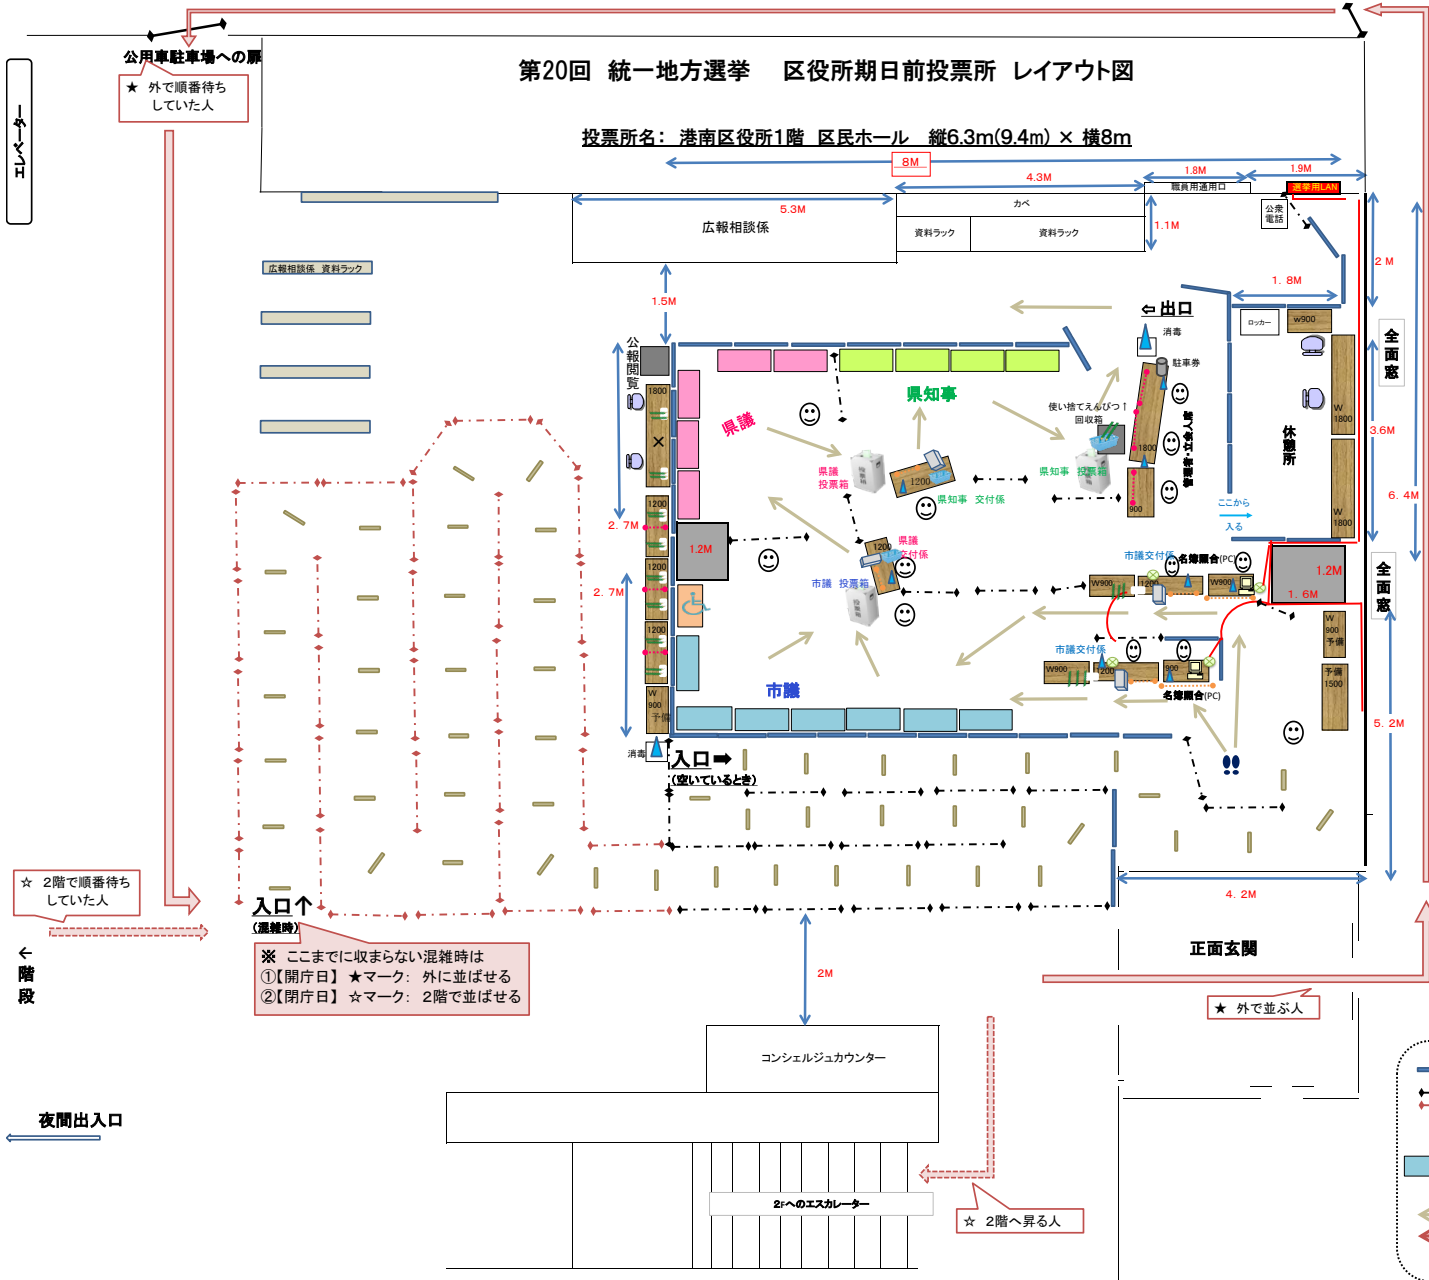 公用車駐車場への扉
第20回 統一地方選挙 区役所期日前投票所 レイアウト図
★ 外で順番待ち
していた人
エレベーター
投票所名： 港南区役所1階 区民ホール 縦6.3m(9.4m) × 横8m
8M
4.3M
1.8M
1.9M
職員用通用口
選挙用LAN
5.3M
カベ
広報相談係
資料ラック
資料ラック
1.1M
公衆
電話
広報相談係 資料ラック
1.5M
2 M
1. 8M
⇦ 出口
消毒
ロッカー
w900
全面窓
公報閲覧
駐車券
1800
県知事
県議
使い捨てえんぴつ↑
回収箱
W
1800
3.6M
休憩所
1800
管理者・立会人席
県議
投票箱
1200
県知事 投票箱
県知事 交付係
900
6. 4M
1200
2. 7M
ここから
入る
W
1800
1.2M
県議
交付係
1200
市議交付係
名簿照合(PC)
全面窓
1200
2. 7M
市議 投票箱
W900
1200
W900
1.2M
1. 6M
1200
W
900
予備
市議交付係
W900
1200
900
名簿照合(PC)
予備
1500
市議
W
900
予備
5. 2M
消毒
入口➡
(空いているとき)
☆ 2階で順番待ち
していた人
4. 2M
入口↑
(混雑時)
※ ここまでに収まらない混雑時は
①【開庁日】 ★マーク： 外に並ばせる
②【閉庁日】 ☆マーク： 2階で並ばせる
←
階段
正面玄関
2M
★ 外で並ぶ人
コンシェルジュカウンター
夜間出入口
2Fへのエスカレーター
☆ 2階へ昇る人